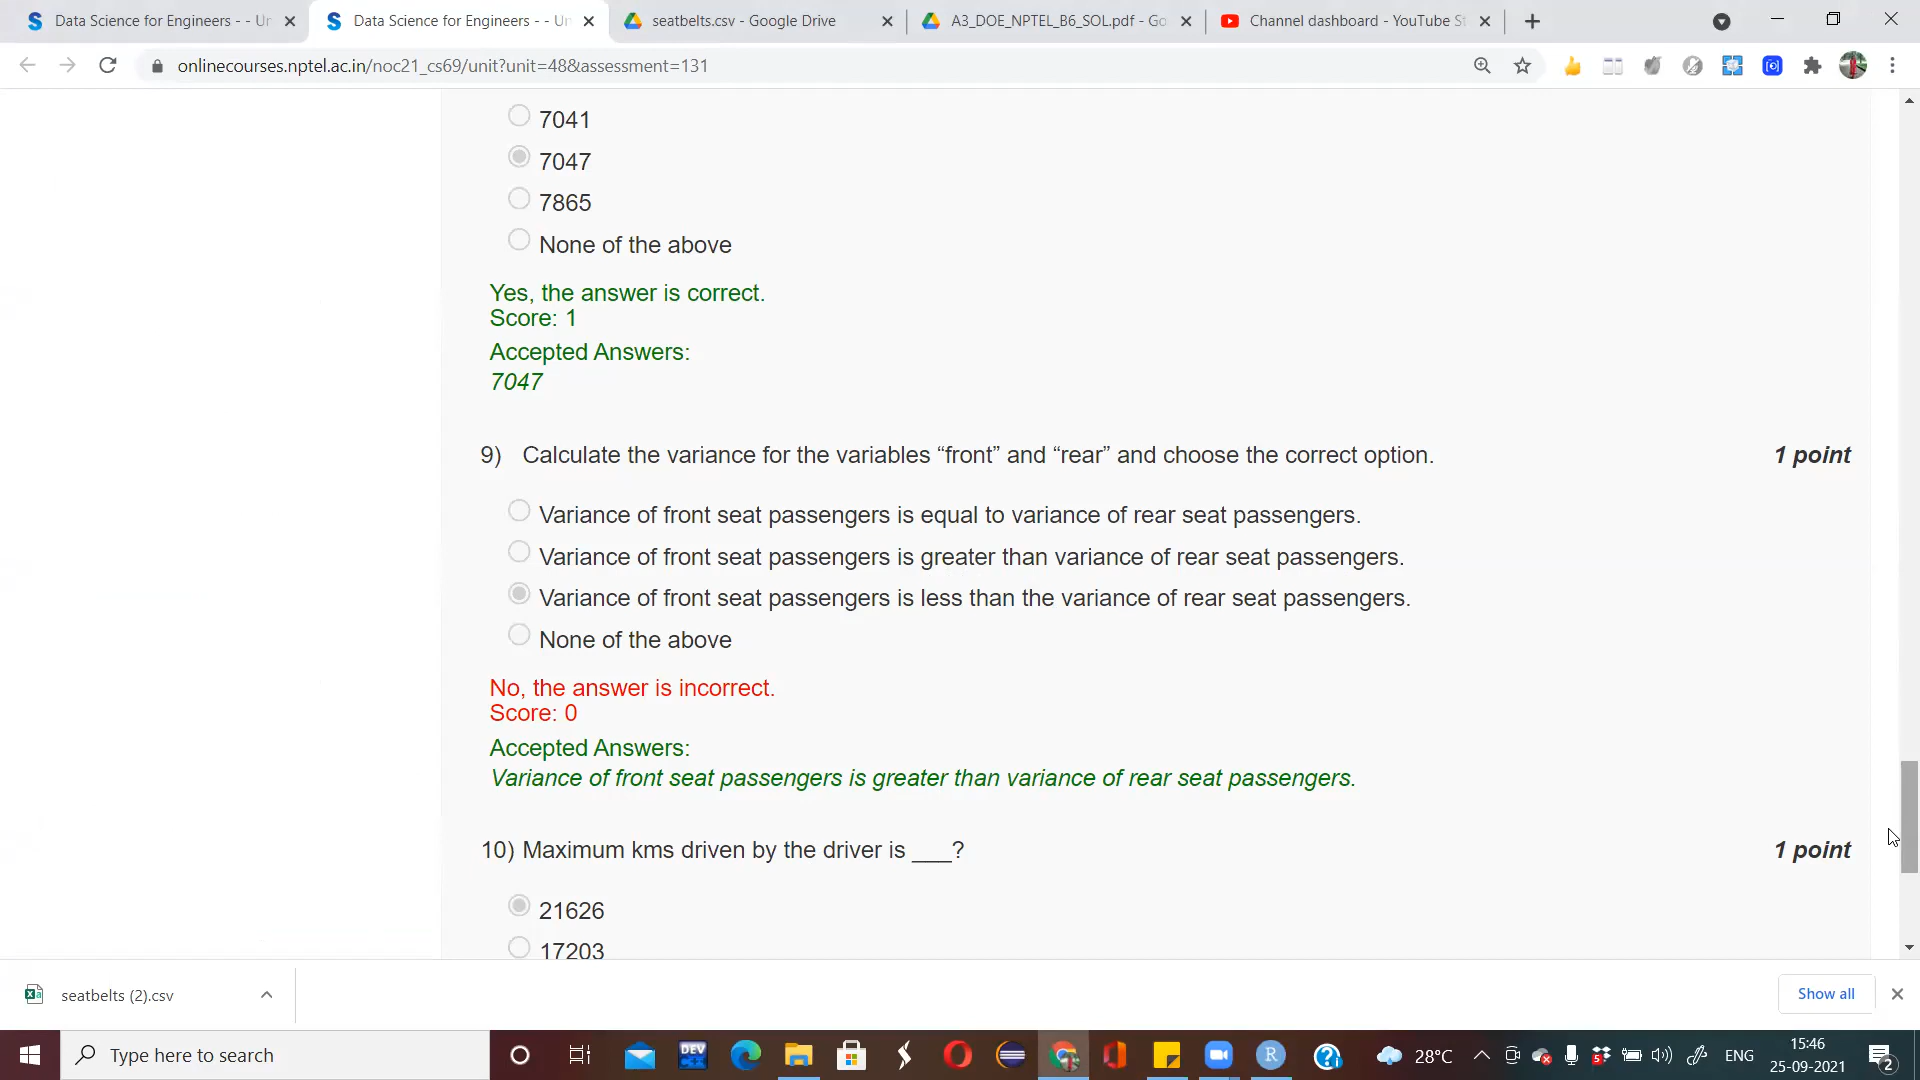 Data Science for Engineers - - Ur
Data Science for Engineers - - Un
seatbelts.csv - Google Drive
A3_DOE_NPTEL_B6_SOL.pdf - Go
Channel dashboard - YouTube St
onlinecourses.nptel.ac.in/noc21_cs69/unit?unit=48&assessment=131
7041
7047
7865
None of the above
Yes, the answer is correct.
Score: 1
Accepted Answers:
7047
9) Calculate the variance for the variables “front” and “rear” and choose the correct option. 1 point
Variance of front seat passengers is equal to variance of rear seat passengers.
Variance of front seat passengers is greater than variance of rear seat passengers.
Variance of front seat passengers is less than the variance of rear seat passengers.
None of the above
No, the answer is incorrect.
Score: 0
Accepted Answers:
Variance of front seat passengers is greater than variance of rear seat passengers.
10) Maximum kms driven by the driver is ___? 1 point
21626
17203
seatbelts (2).csv
Show all
Type here to search
DEV
R
28°C
ENG
15:46
25-09-2021
2